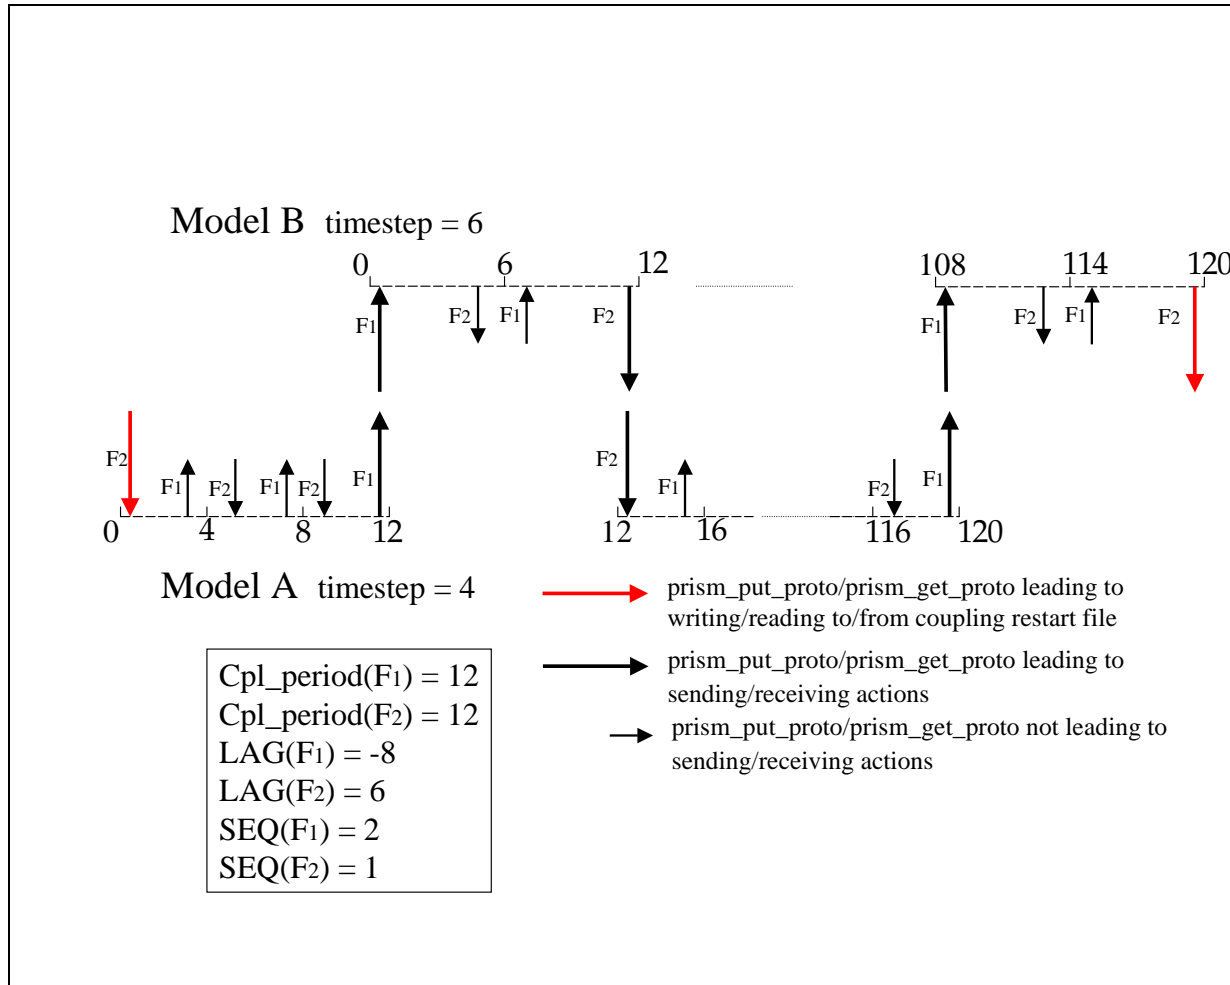 Model B timestep = 6
0 6 12 108 114 120
F1 F2 F1 F2 F1 F2 F1 F2
F2 F1 F2 F1 F2 F1 F2 F1 F2 F1
0 4 8 12 12 16 116 120
Model A timestep = 4
prism_put_proto/prism_get_proto leading to
writing/reading to/from coupling restart file
prism_put_proto/prism_get_proto leading to
sending/receiving actions
prism_put_proto/prism_get_proto not leading to
sending/receiving actions
Cpl_period(F1) = 12
Cpl_period(F2) = 12
LAG(F1) = -8
LAG(F2) = 6
SEQ(F1) = 2
SEQ(F2) = 1